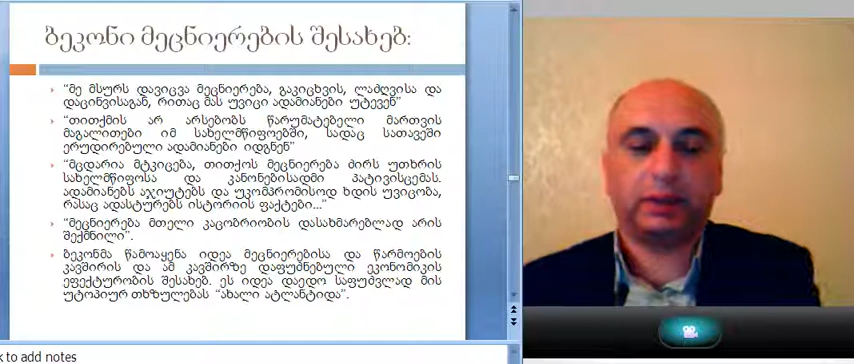 ბეკონი მეცნიერების შესახებ:
“მე მსურს დავიცვა მეცნიერება, გაკიცხვის, ლაძღვისა და
დაცინვისაგან, რითაც მას უვიცი ადამიანები უტევენ”
“თითქმის არ არსებობს წარუმატებელი მართვის
მაგალითები იმ სახელმწიფოებში, სადაც სათავეში
ერუდირებული ადამიანები იდგნენ”
“მცდარია მტკიცება, თითქოს მეცნიერება ძირს უთხრის
სახელმწიფოსა და კანონებისადმი პატივისცემას.
ადამიანებს აჯიუტებს და უკომპრომისოდ ხდის უვიცობა,
რასაც ადასტურებს ისტორიის ფაქტები...”
“მეცნიერება მთელი კაცობრიობის დასახმარებლად არის
შექმნილი”.
ბეკონმა წამოაყენა იდეა მეცნიერებისა და წარმოების
კავშირის და ამ კავშირზე დაფუძნებული ეკონომიკის
ეფექტურობის შესახებ. ეს იდეა დაედო საფუძვლად მის
უტოპიურ თხზულებას “ახალი ატლანტიდა”.
k to add notes